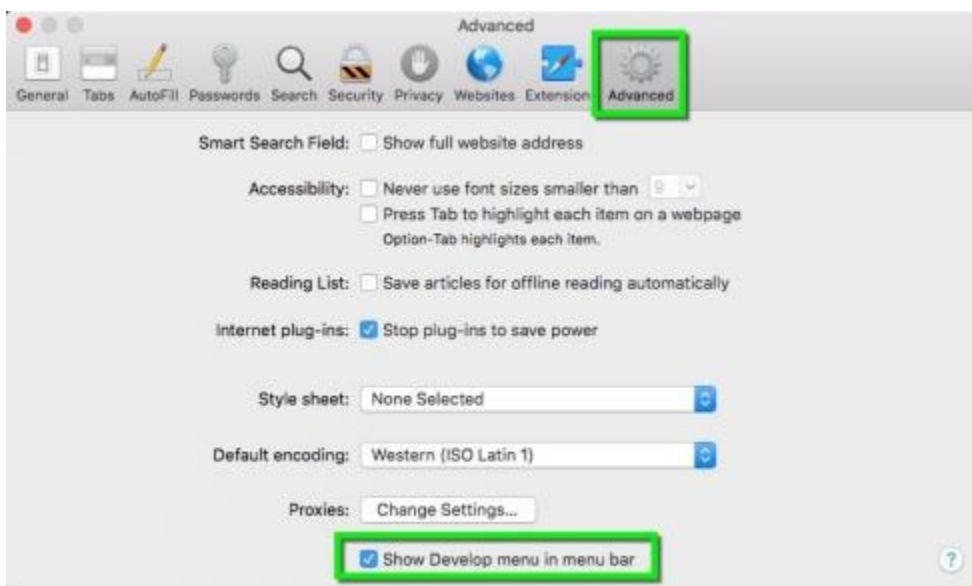 Advanced
General Tabs AutoFill Passwords Search Security Privacy Websites Extension Advanced
Smart Search Field: Show full website address
Accessibility: Never use font sizes smaller than 9
Press Tab to highlight each item on a webpage
Option-Tab highlights each item.
Reading List: Save articles for offline reading automatically
Internet plug-ins: Stop plug-ins to save power
Style sheet: None Selected
Default encoding: Western (ISO Latin 1)
Proxies: Change Settings...
Show Develop menu in menu bar
?